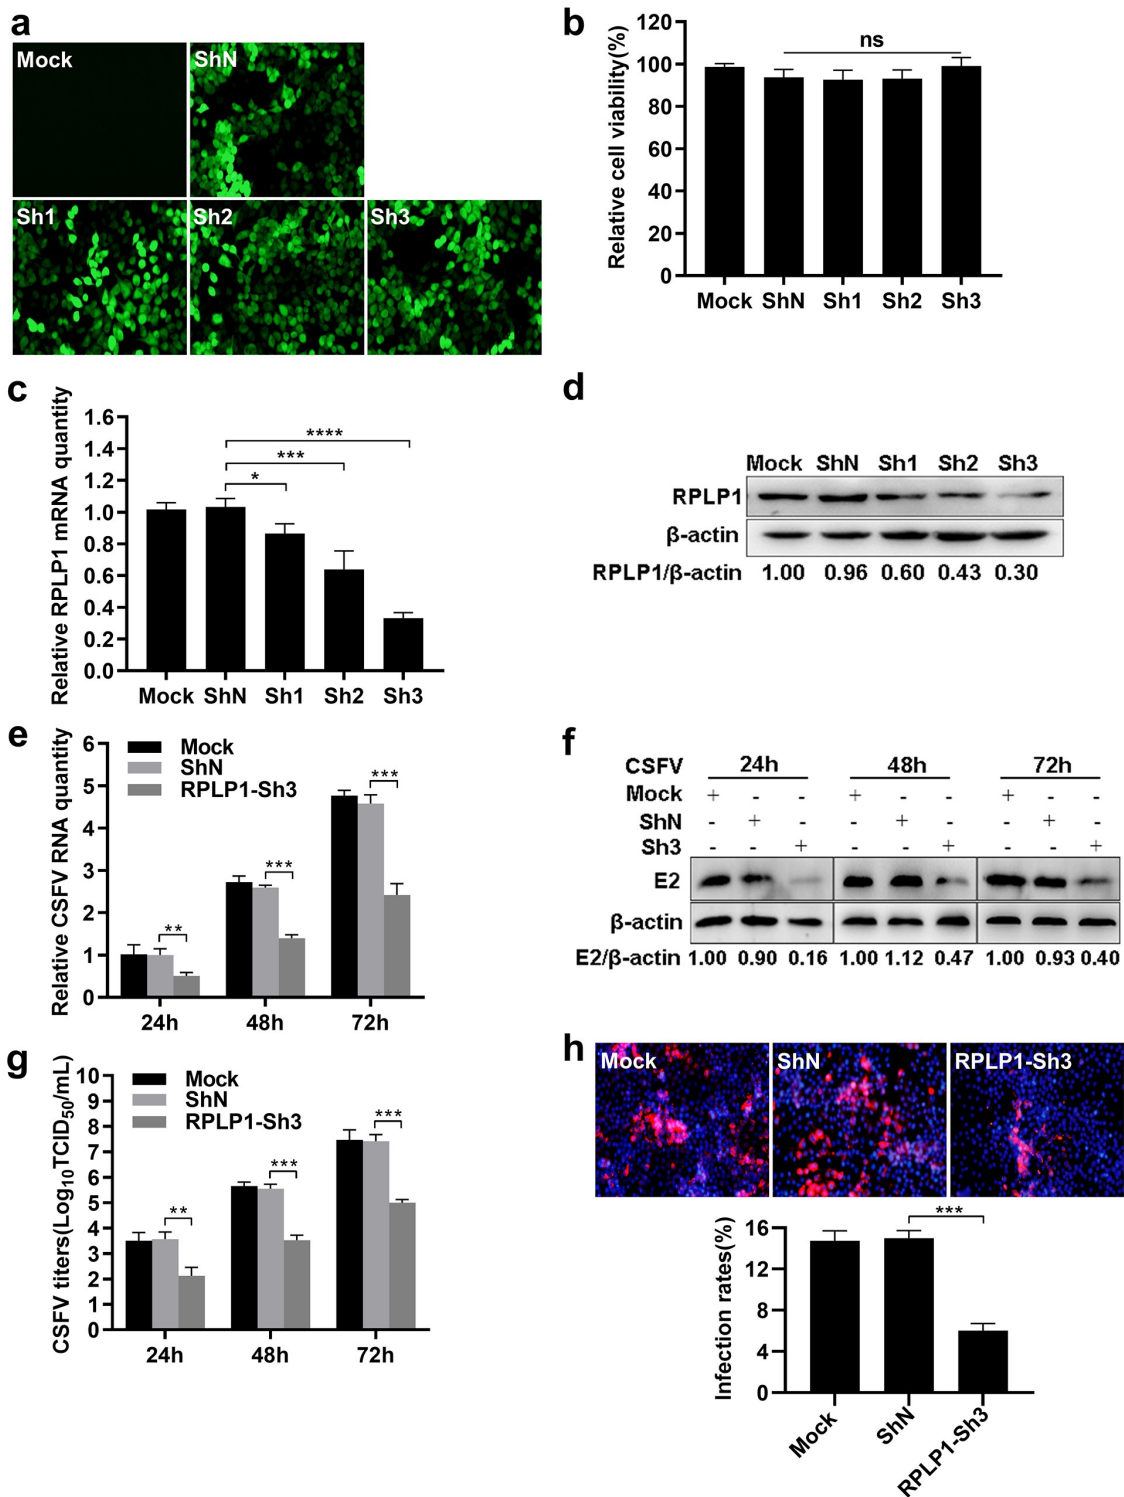 a
Mock
ShN
Sh1
Sh2
Sh3
b
Relative cell viability(%)
120
100
80
60
40
20
0
ns
Mock ShN Sh1 Sh2 Sh3
c
Relative RPLP1 mRNA quantity
1.6
1.4
1.2
1.0
0.8
0.6
0.4
0.2
0.0
****
***
*
Mock ShN Sh1 Sh2 Sh3
d
Mock ShN Sh1 Sh2 Sh3
RPLP1
β-actin
RPLP1/β-actin 1.00 0.96 0.60 0.43 0.30
e
Relative CSFV RNA quantity
6
5
4
3
2
1
0
Mock
ShN
RPLP1-Sh3
**
***
***
24h 48h 72h
f
CSFV 24h 48h 72h
Mock + - - + - - + - -
ShN - + - - + - - + -
Sh3 - - + - - + - - +
E2
β-actin
E2/β-actin 1.00 0.90 0.16 1.00 1.12 0.47 1.00 0.93 0.40
g
CSFV titers(Log10TCID50/mL)
10
9
8
7
6
5
4
3
2
1
0
Mock
ShN
RPLP1-Sh3
**
***
***
24h 48h 72h
h
Mock
ShN
RPLP1-Sh3
Infection rates(%)
16
12
8
4
0
***
Mock
ShN
RPLP1-Sh3